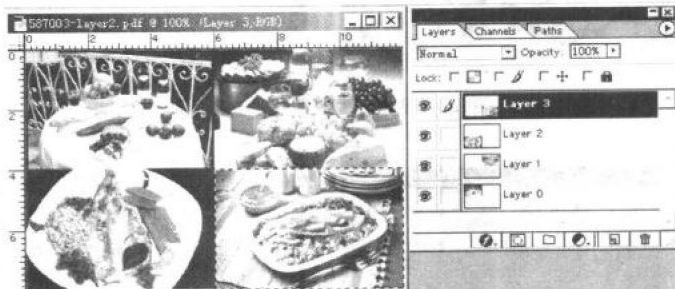 587003-layer2.pdf @ 100% (Layer 3,RGB)
0 2 4 6 8 10
0
2
4
6
Layers Channels Paths
Normal Opacity: 100%
Lock:
Layer 3
Layer 2
Layer 1
Layer 0